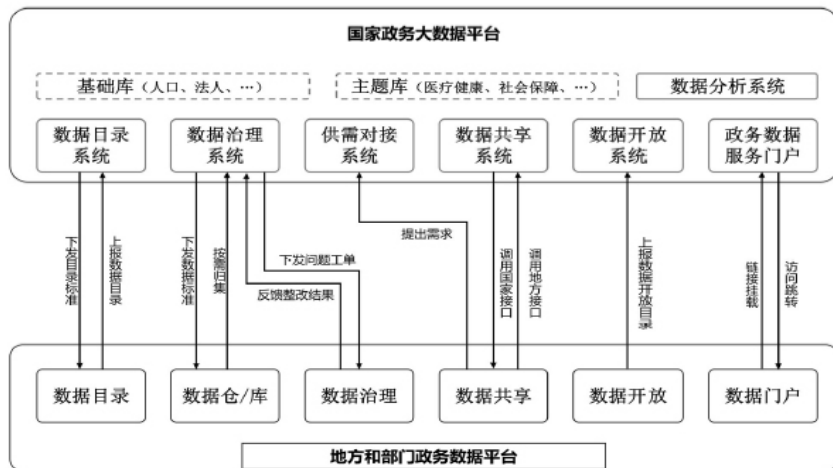 国家政务大数据平台
基础库（人口、法人、…）
主题库（医疗健康、社会保障、…）
数据分析系统
数据目录
系统
数据治理
系统
供需对接
系统
数据共享
系统
数据开放
系统
政务数据
服务门户
下发目录标准
上报数据目录
下发数据标准
按需归集
下发问题工单
反馈整改结果
提出需求
调用国家接口
调用地方接口
上报数据开放目录
链接挂载
访问跳转
数据目录
数据仓/库
数据治理
数据共享
数据开放
数据门户
地方和部门政务数据平台